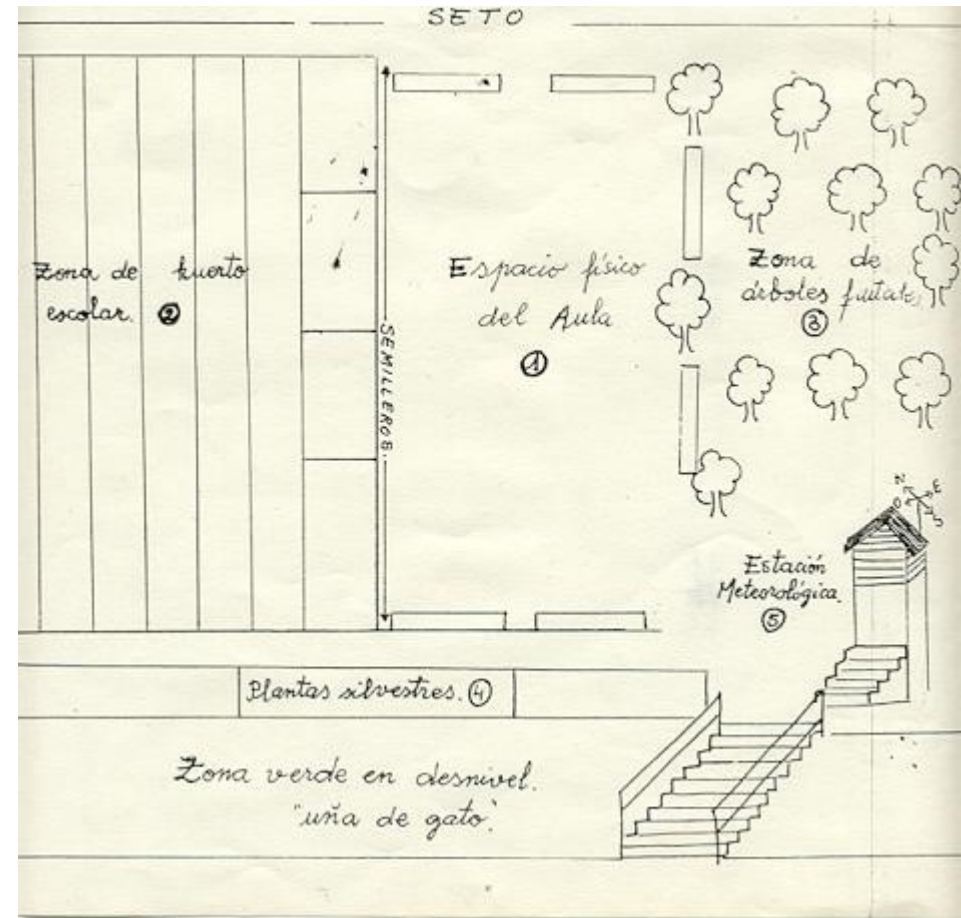 SETO
Zona de huerto
escolar. 2
SEMILLEROS.
Espacio físico
del Aula
1
Zona de
árboles frutales
3
N
E
O
S
Estación
Meteorológica.
5
Plantas silvestres. 4
Zona verde en desnivel.
"uña de gato".